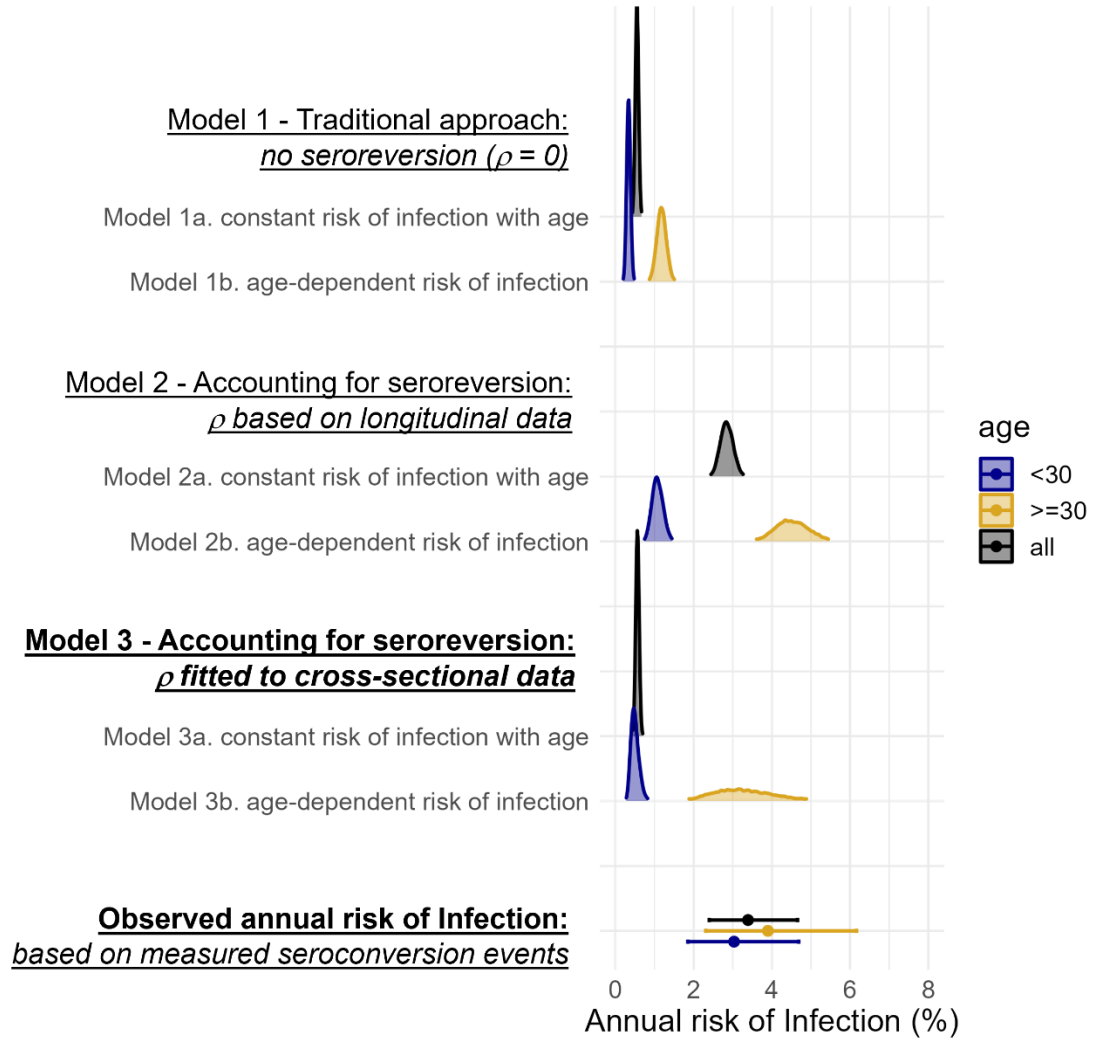 Model 1 - Traditional approach:
no seroreversion (ρ = 0)
Model 1a. constant risk of infection with age
Model 1b. age-dependent risk of infection
Model 2 - Accounting for seroreversion:
ρ based on longitudinal data
Model 2a. constant risk of infection with age
Model 2b. age-dependent risk of infection
Model 3 - Accounting for seroreversion:
ρ fitted to cross-sectional data
Model 3a. constant risk of infection with age
Model 3b. age-dependent risk of infection
Observed annual risk of Infection:
based on measured seroconversion events
0 2 4 6 8
Annual risk of Infection (%)
age
<30
>=30
all